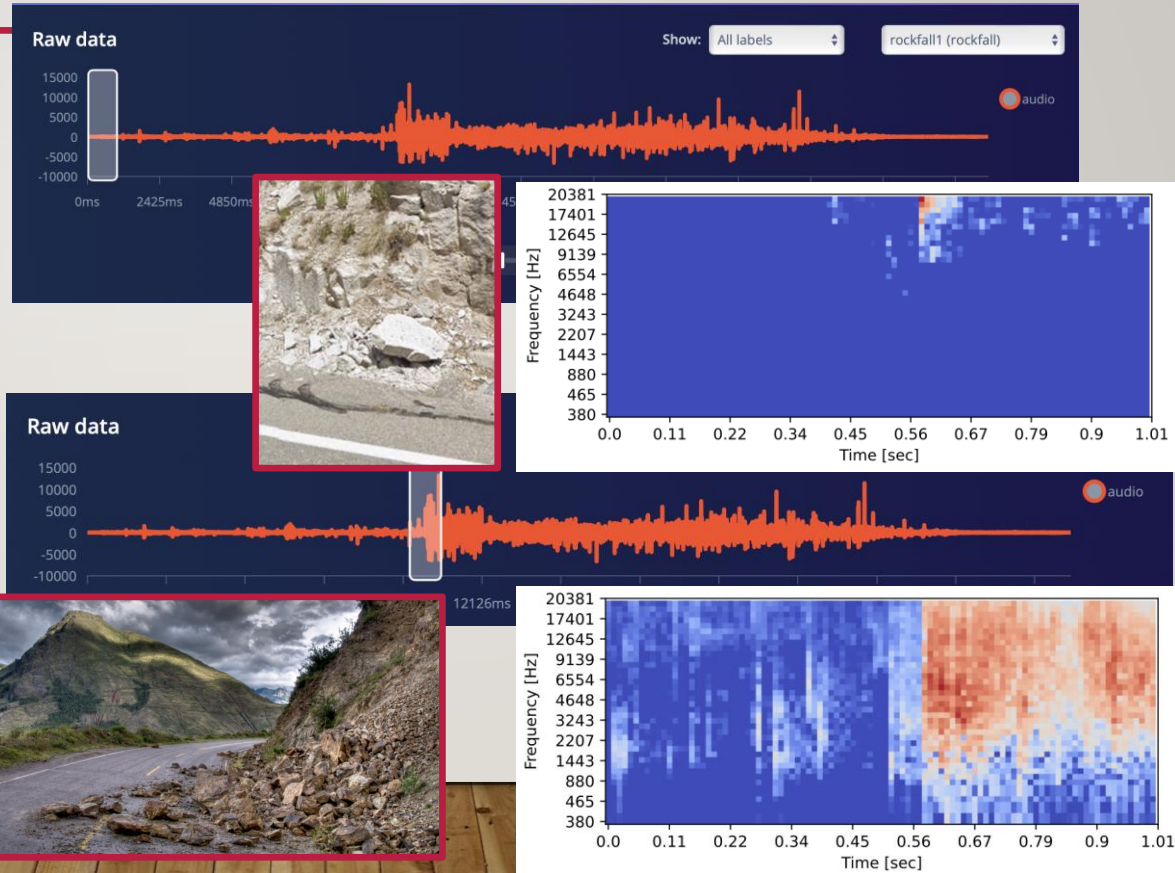 Raw data
Show: All labels rockfall1 (rockfall)
15000
10000
5000
0
-5000
-10000
audio
0ms 2425ms 4850ms
20381
17401
12645
9139
6554
4648
3243
2207
1443
880
465
380
Frequency [Hz]
0.0 0.11 0.22 0.34 0.45 0.56 0.67 0.79 0.9 1.01
Time [sec]
Raw data
15000
10000
5000
0
-5000
-10000
audio
12126ms
20381
17401
12645
9139
6554
4648
3243
2207
1443
880
465
380
Frequency [Hz]
0.0 0.11 0.22 0.34 0.45 0.56 0.67 0.79 0.9 1.01
Time [sec]